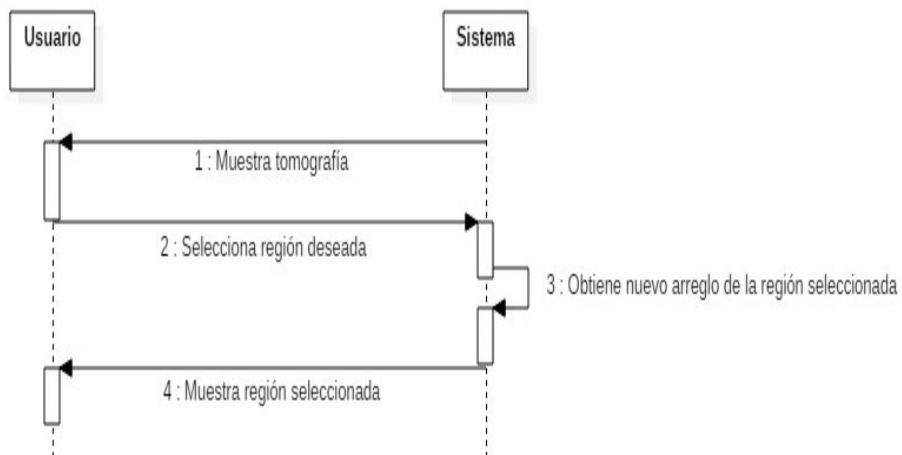 Usuario
Sistema
1 : Muestra tomografía
2 : Selecciona región deseada
3 : Obtiene nuevo arreglo de la región seleccionada
4 : Muestra región seleccionada